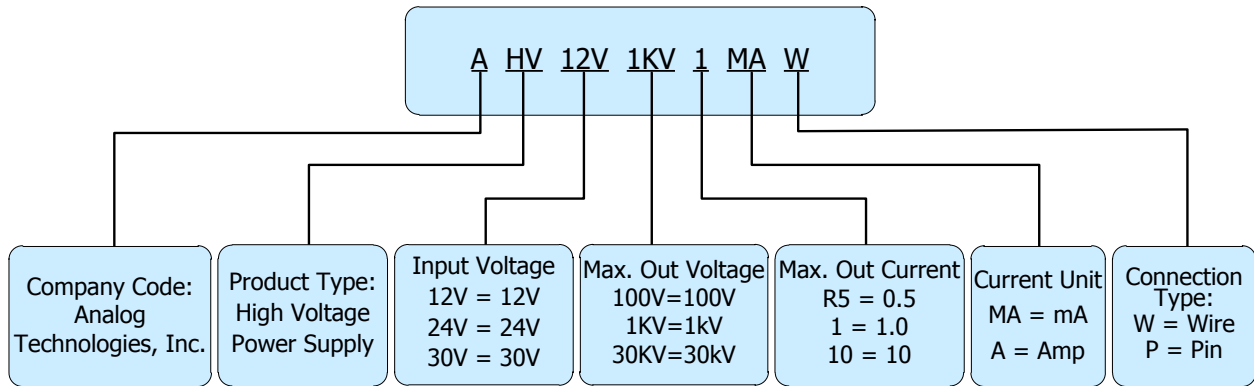 A HV 12V 1KV 1 MA W
Company Code:
Analog
Technologies, Inc.
Product Type:
High Voltage
Power Supply
Input Voltage
12V = 12V
24V = 24V
30V = 30V
Max. Out Voltage
100V=100V
1KV=1kV
30KV=30kV
Max. Out Current
R5 = 0.5
1 = 1.0
10 = 10
Current Unit
MA = mA
A = Amp
Connection
Type:
W = Wire
P = Pin